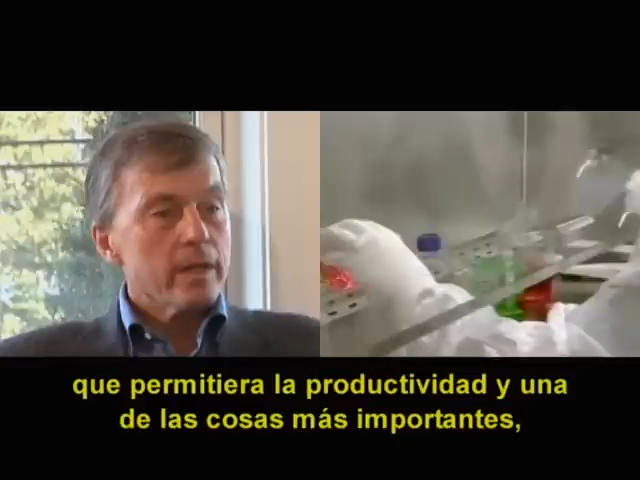 que permitiera la productividad y una
de las cosas más importantes,